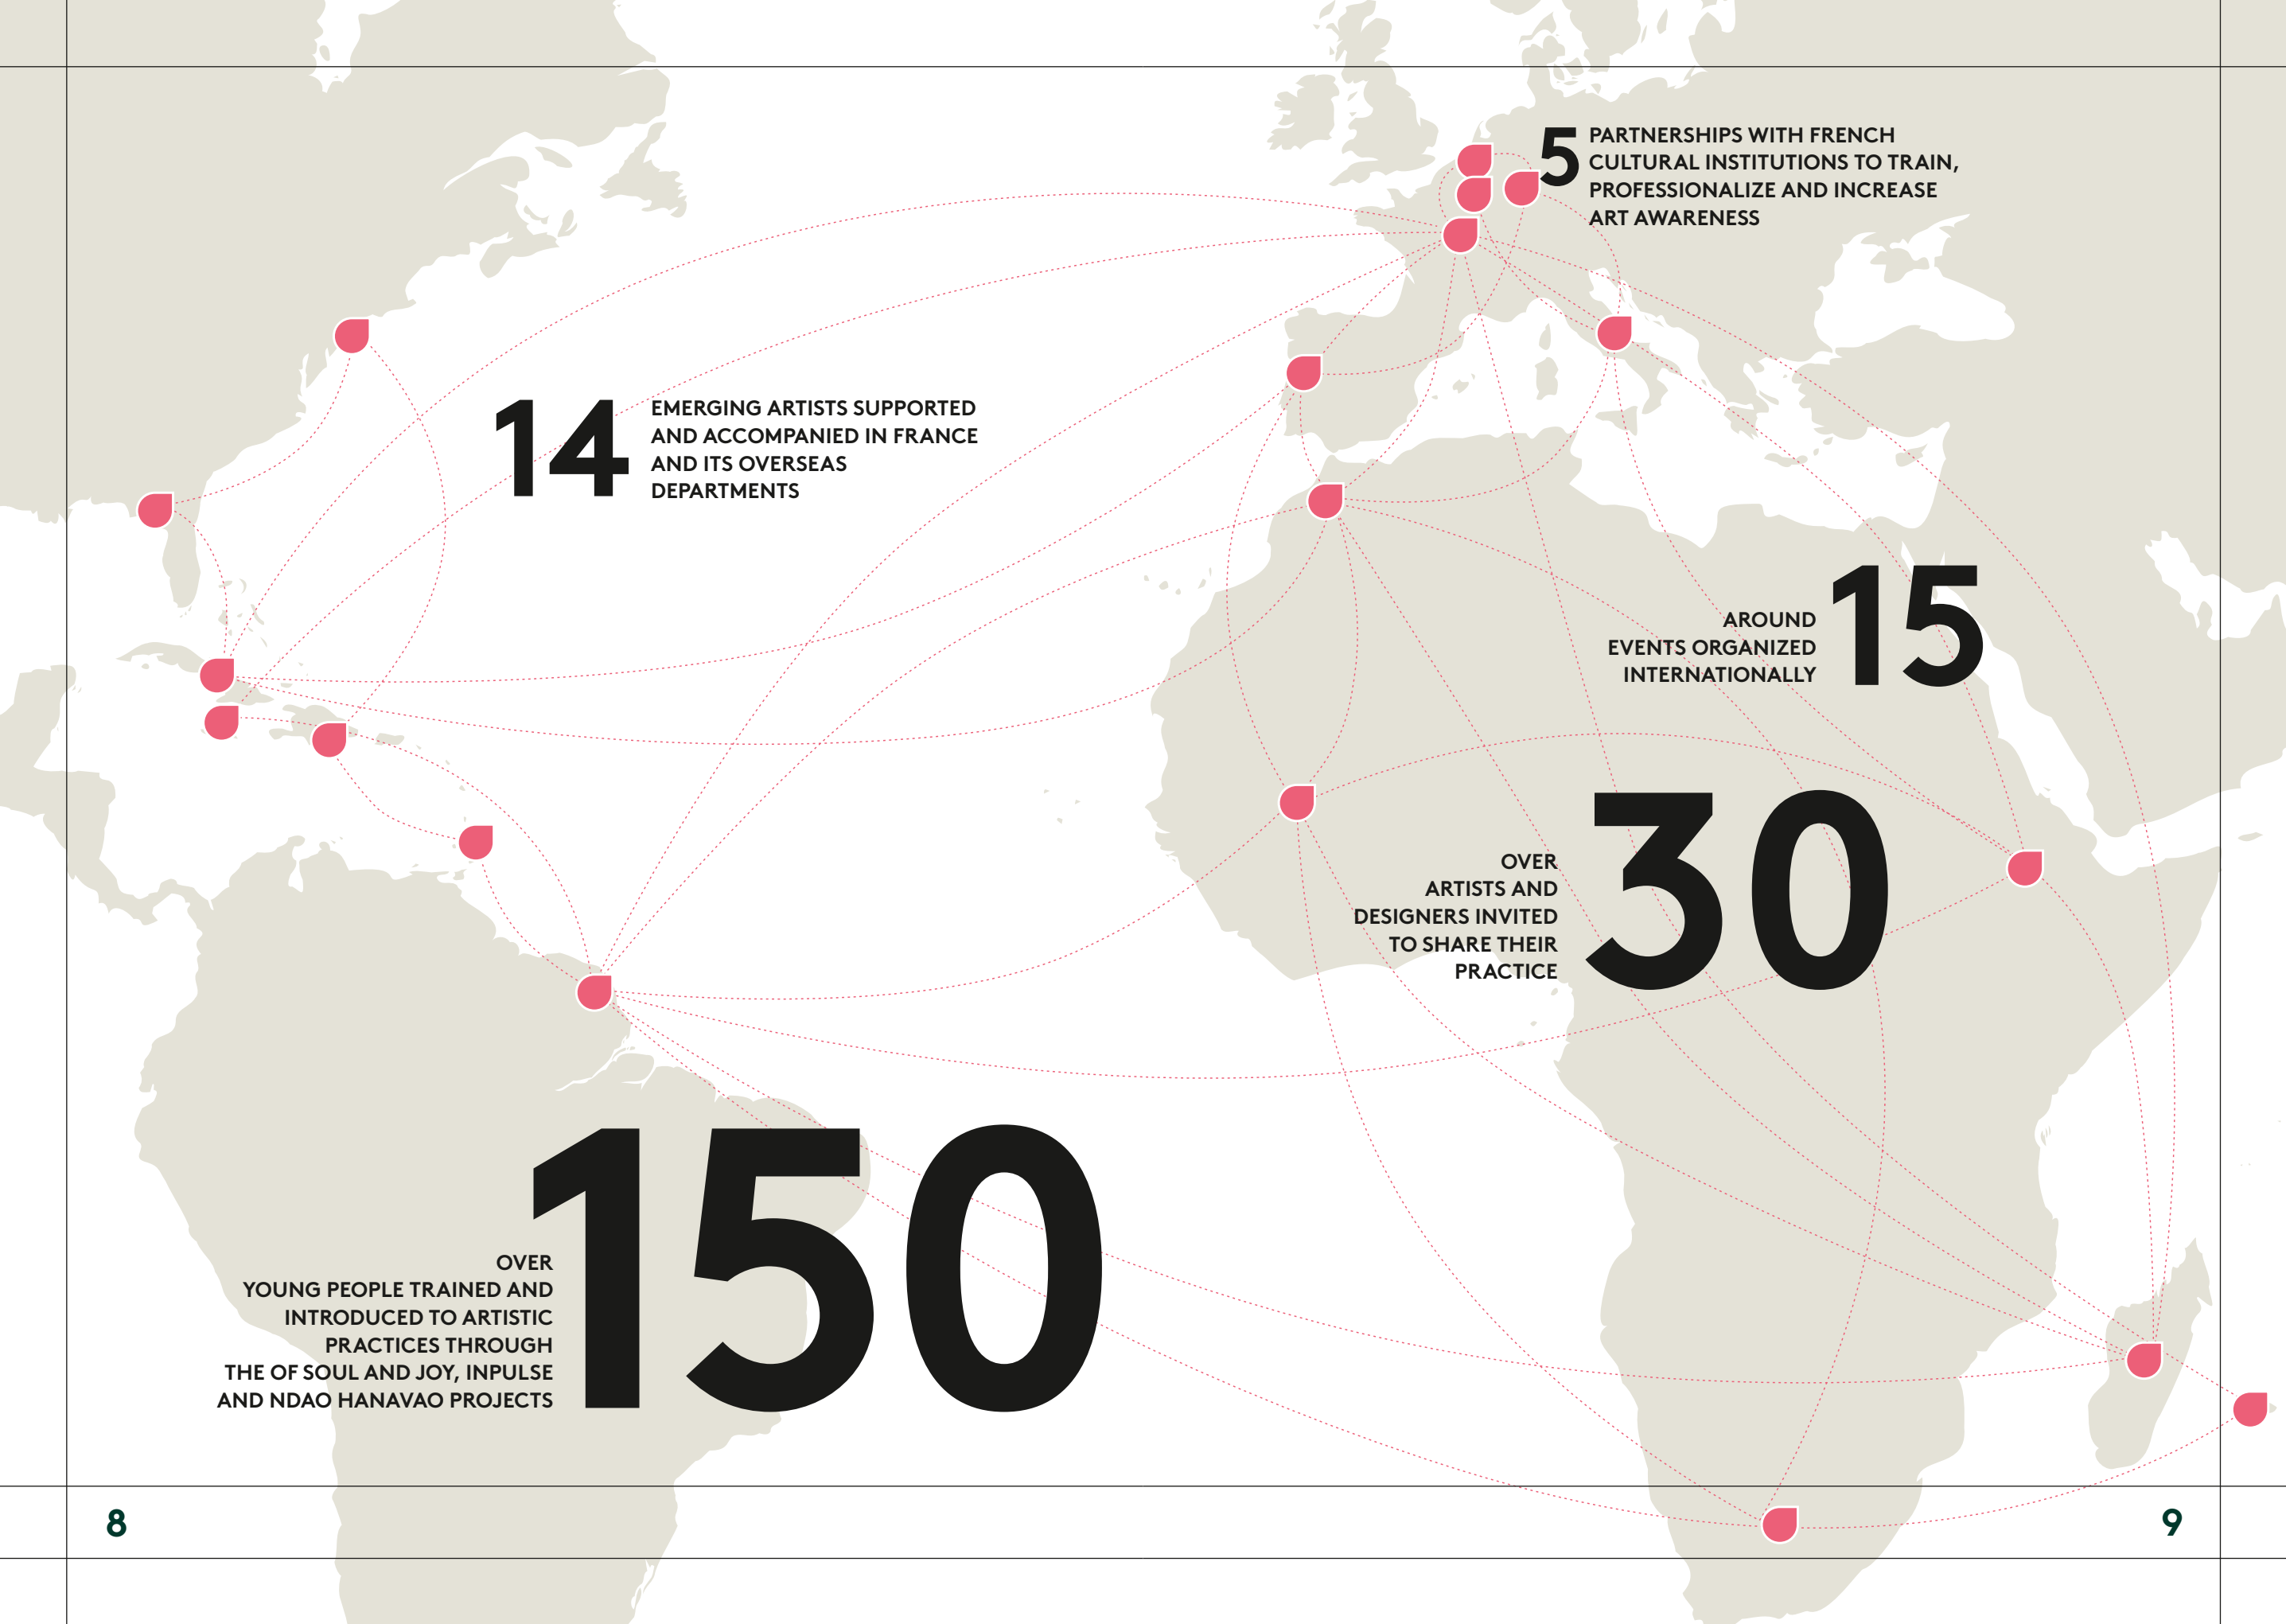 5
PARTNERSHIPS WITH FRENCH
CULTURAL INSTITUTIONS TO TRAIN,
PROFESSIONALIZE AND INCREASE
ART AWARENESS
14
EMERGING ARTISTS SUPPORTED
AND ACCOMPANIED IN FRANCE
AND ITS OVERSEAS
DEPARTMENTS
AROUND
15
EVENTS ORGANIZED
INTERNATIONALLY
OVER
30
ARTISTS AND
DESIGNERS INVITED
TO SHARE THEIR
PRACTICE
OVER
150
YOUNG PEOPLE TRAINED AND
INTRODUCED TO ARTISTIC
PRACTICES THROUGH
THE OF SOUL AND JOY, INPULSE
AND NDAO HANAVAO PROJECTS
8
9